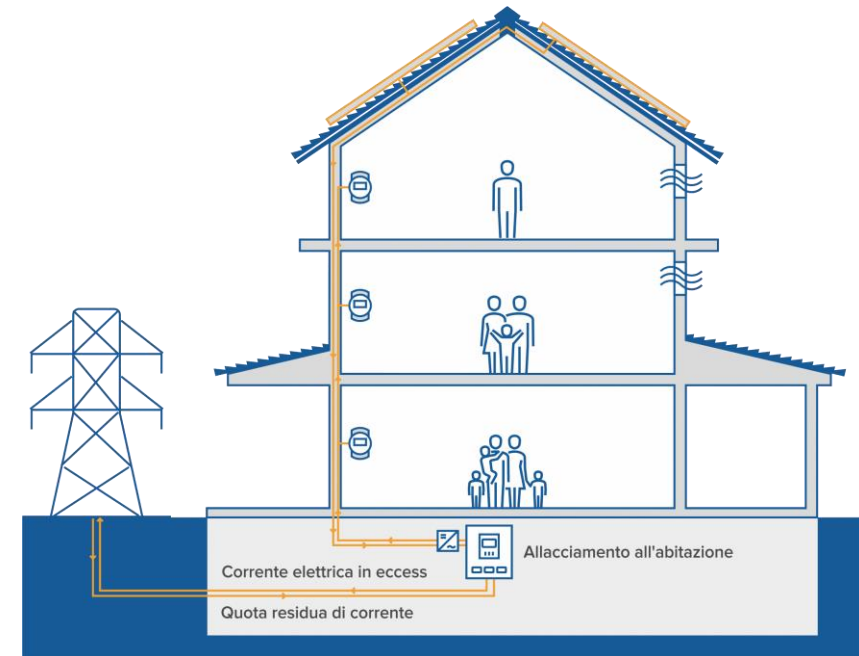 Allacciamento all'abitazione
Corrente elettrica in eccess
Quota residua di corrente